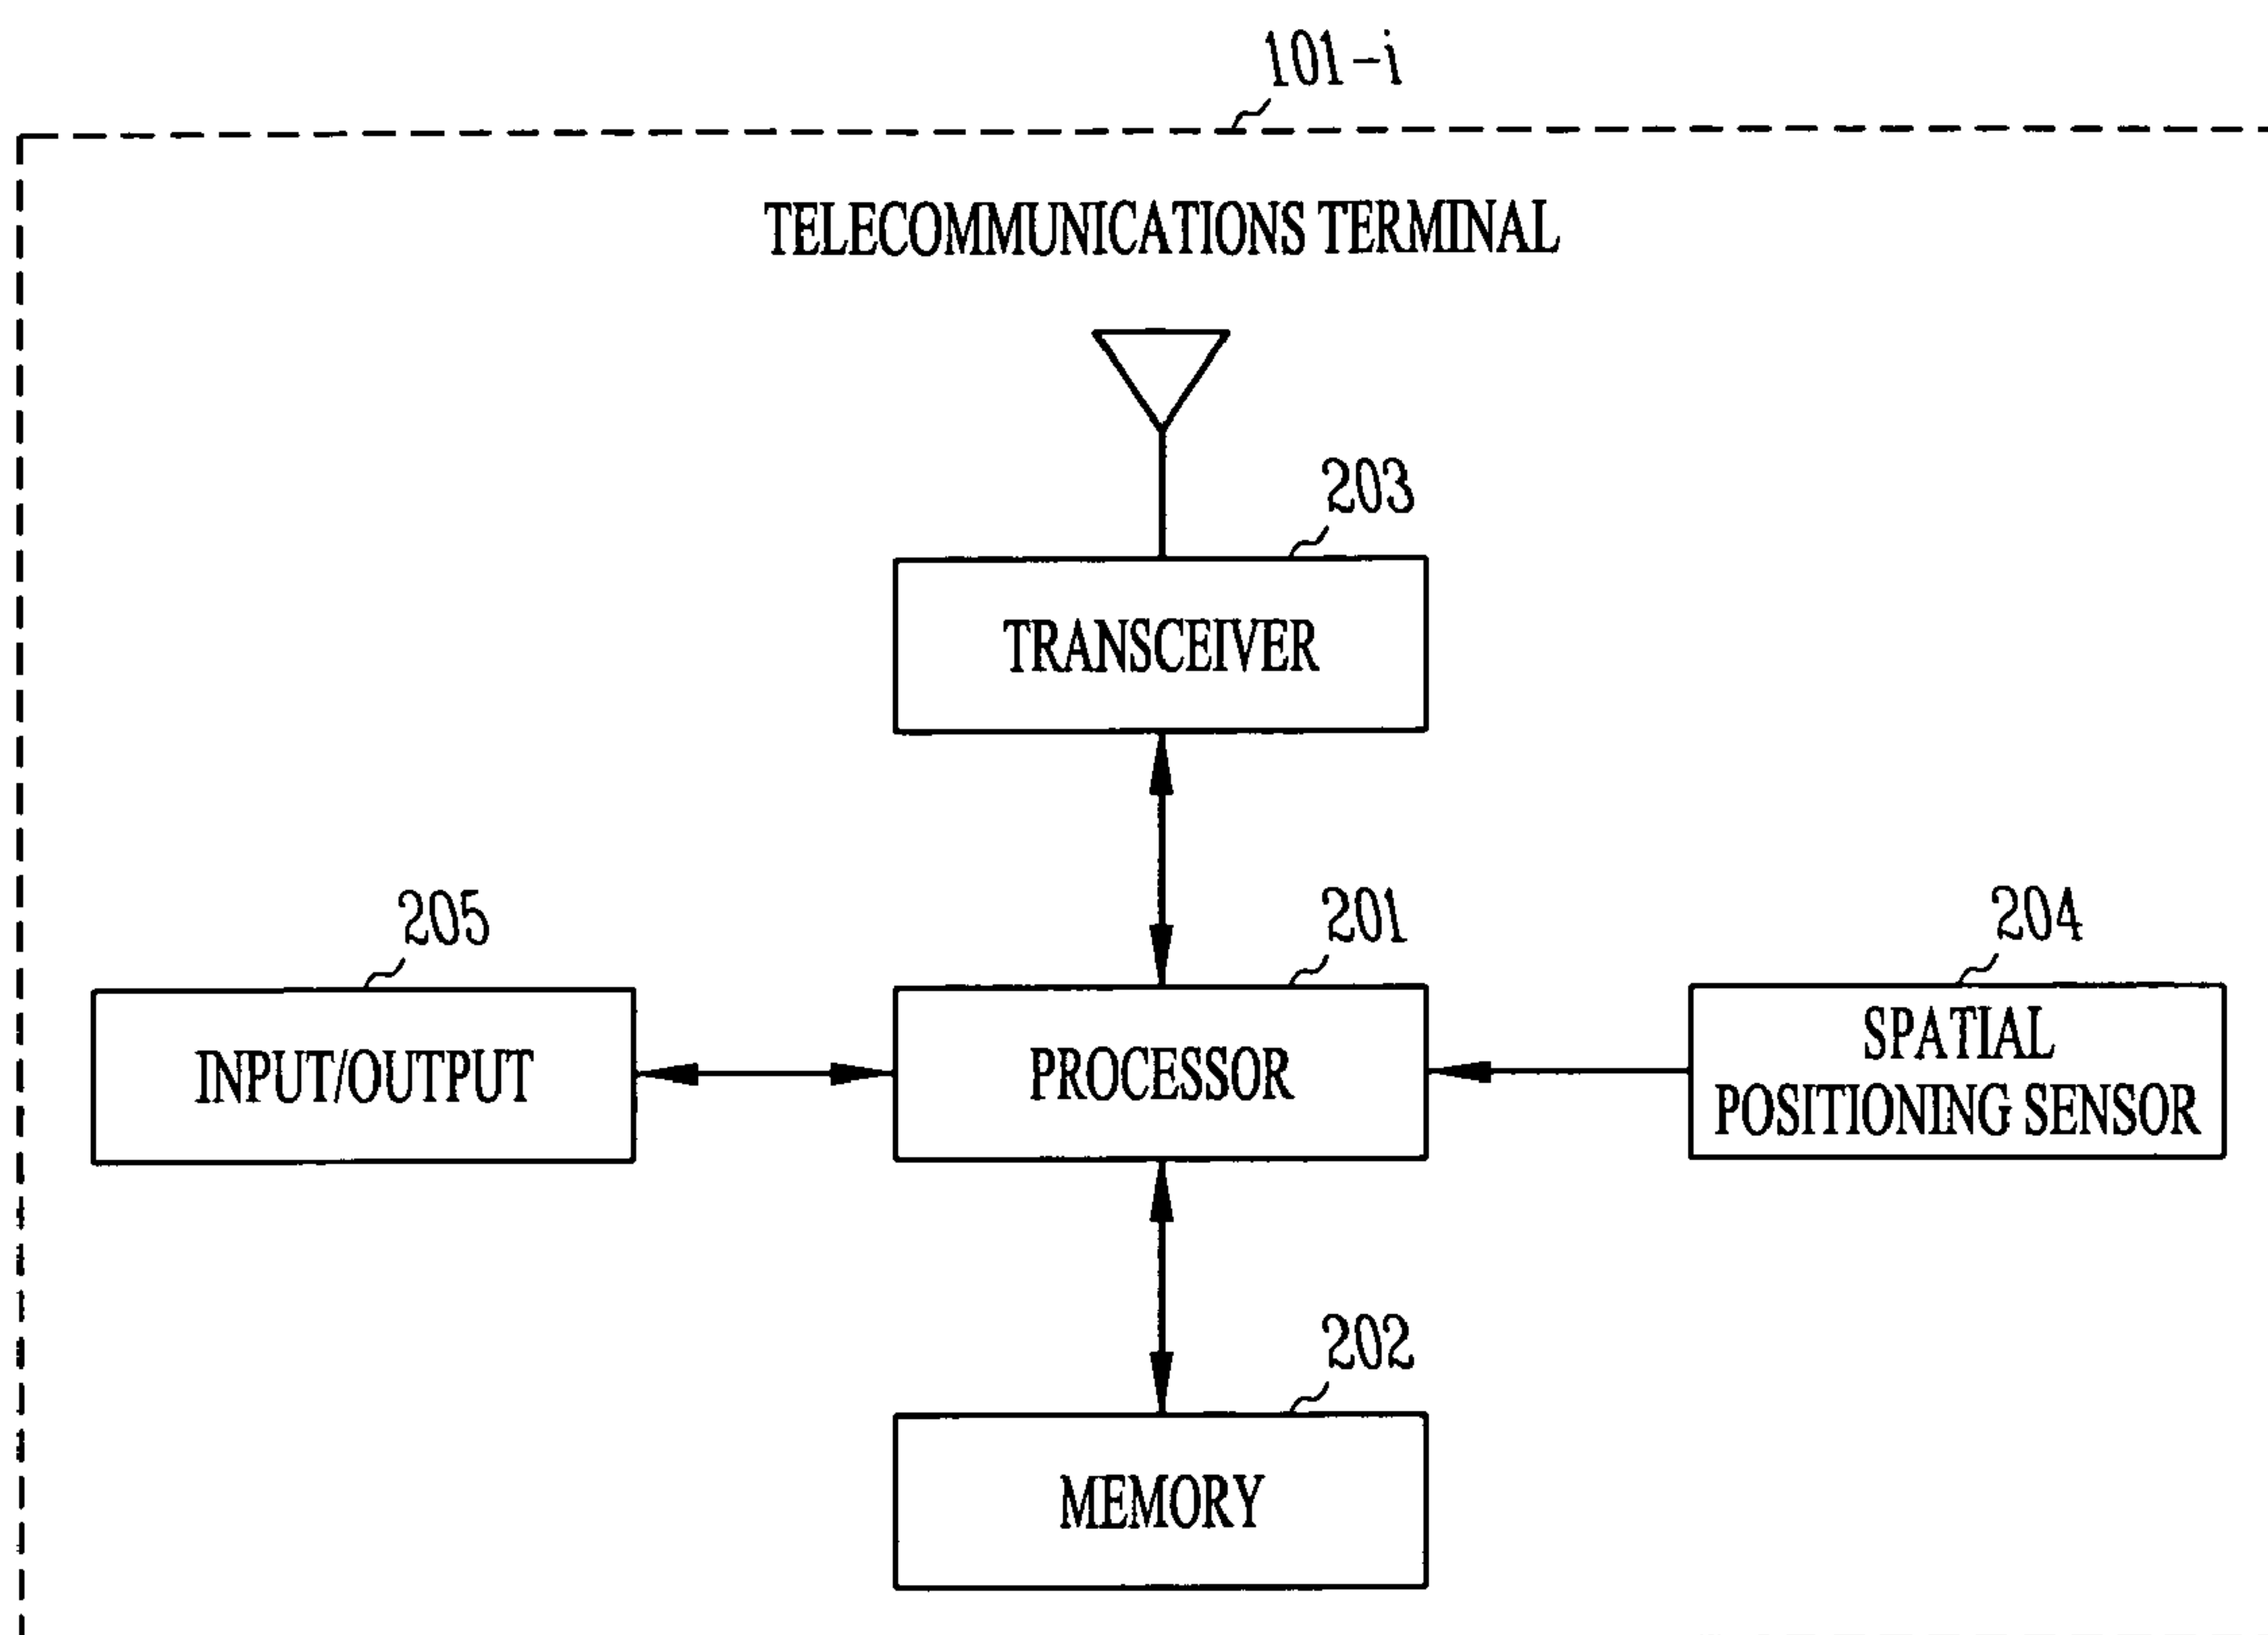 101-i
TELECOMMUNICATIONS TERMINAL
203
TRANSCEIVER
205
201
204
INPUT/OUTPUT
PROCESSOR
SPATIAL
POSITIONING SENSOR
202
MEMORY